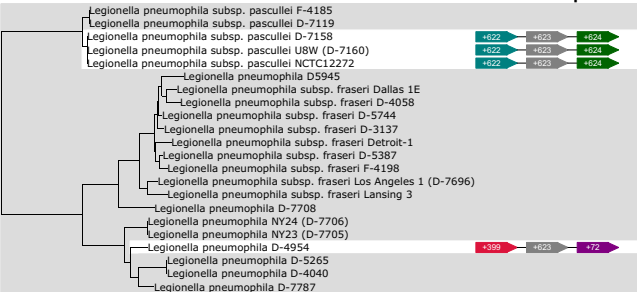 Legionella pneumophila subsp. pascullei F-4185
Legionella pneumophila subsp. pascullei D-7119
Legionella pneumophila subsp. pascullei D-7158 +622 +623 +624
Legionella pneumophila subsp. pascullei U8W (D-7160) +622 +623 +624
Legionella pneumophila subsp. pascullei NCTC12272 +622 +623 +624
Legionella pneumophila D5945
Legionella pneumophila subsp. fraseri Dallas 1E
Legionella pneumophila subsp. fraseri D-4058
Legionella pneumophila subsp. fraseri D-5744
Legionella pneumophila subsp. fraseri D-3137
Legionella pneumophila subsp. fraseri Detroit-1
Legionella pneumophila subsp. fraseri D-5387
Legionella pneumophila subsp. fraseri F-4198
Legionella pneumophila subsp. fraseri Los Angeles 1 (D-7696)
Legionella pneumophila subsp. fraseri Lansing 3
Legionella pneumophila D-7708
Legionella pneumophila NY24 (D-7706)
Legionella pneumophila NY23 (D-7705)
Legionella pneumophila D-4954 +399 +623 +72
Legionella pneumophila D-5265
Legionella pneumophila D-4040
Legionella pneumophila D-7787